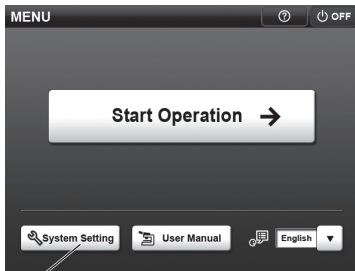 MENU
OFF
Start Operation
System Setting
User Manual
English